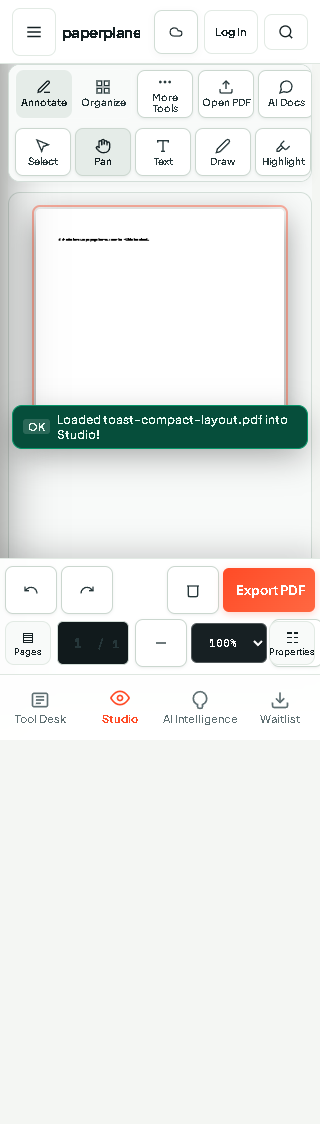 paperplane
Log In
Annotate
Organize
More Tools
Open PDF
AI Docs
Select
Pan
Text
Draw
Highlight
OK
Loaded toast-compact-layout.pdf into
Studio!
Export PDF
Pages
1 / 1
100%
Properties
Tool Desk
Studio
AI Intelligence
Waitlist